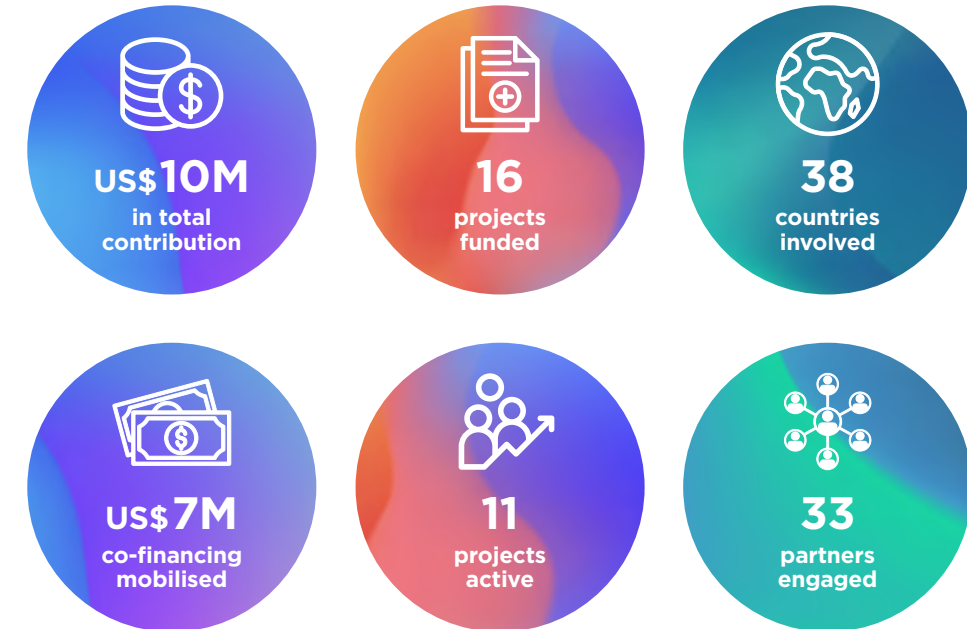 US$10M
in total
contribution
16
projects
funded
38
countries
involved
US$7M
co-financing
mobilised
11
projects
active
33
partners
engaged